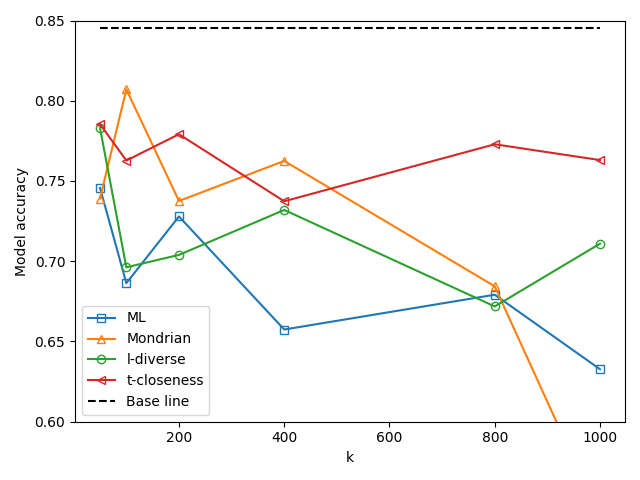 0.85
0.80
0.75
0.70
0.65
0.60
Model accuracy
ML
Mondrian
l-diverse
t-closeness
Base line
200 400 600 800 1000
k